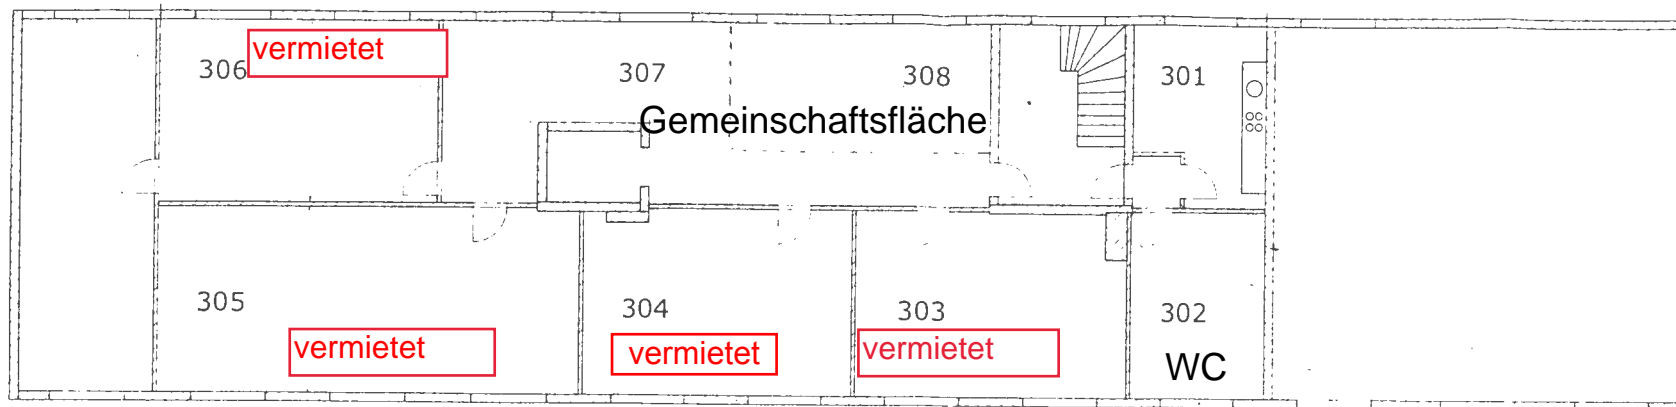 vermietet
306
307
308
301
Gemeinschaftsfläche
305
304
303
302
vermietet
vermietet
vermietet
WC